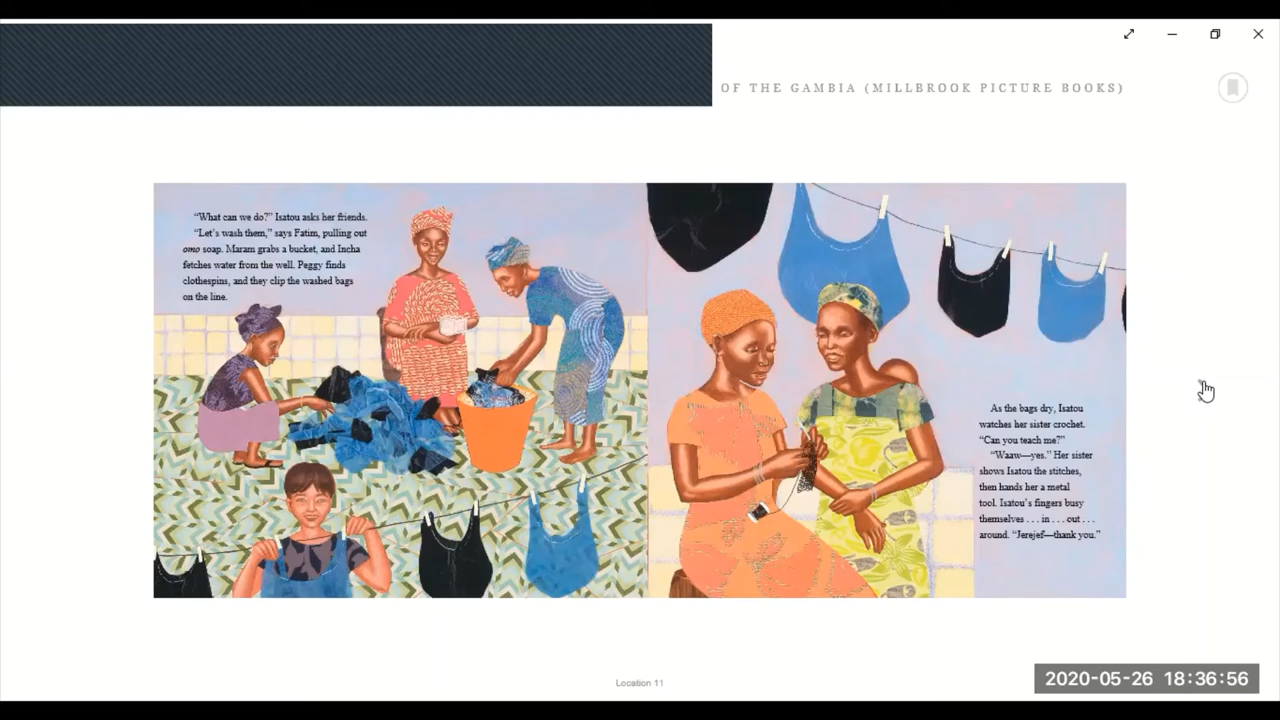 OF THE GAMBIA (MILLBROOK PICTURE BOOKS)
“What can we do?” Isatou asks her friends.
“Let’s wash them,” says Fatim, pulling out
omo soap. Maram grabs a bucket, and Incha
fetches water from the well. Peggy finds
clothespins, and they clip the washed bags
on the line.
As the bags dry, Isatou
watches her sister crochet.
“Can you teach me?”
“Waaw—yes.” Her sister
shows Isatou the stitches,
then hands her a metal
tool. Isatou’s fingers busy
themselves . . . in . . . out . . .
around. “Jerejef—thank you.”
Location 11
2020-05-26 18:36:56